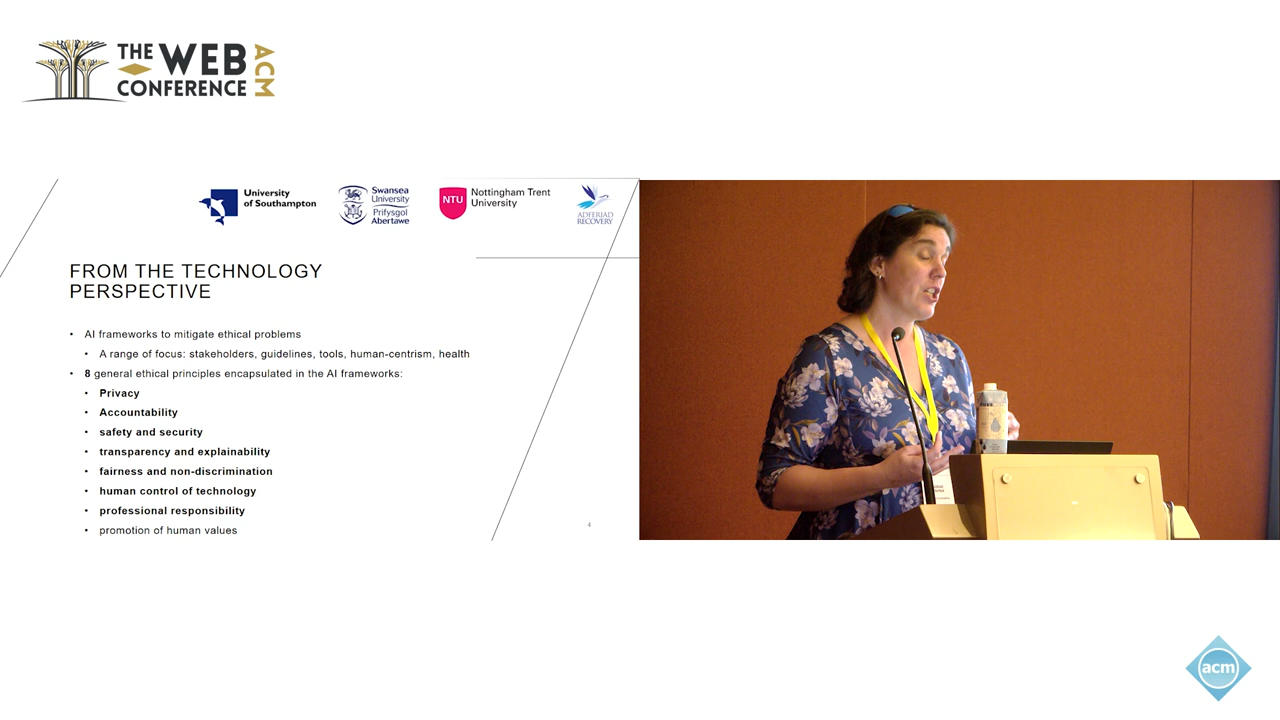 THE WEB
CONFERENCE
ACM
University
of Southampton
Swansea
University
Prifysgol
Abertawe
NTU
Nottingham Trent
University
ADFERIAD
RECOVERY
FROM THE TECHNOLOGY
PERSPECTIVE
• AI frameworks to mitigate ethical problems
• A range of focus: stakeholders, guidelines, tools, human-centrism, health
• 8 general ethical principles encapsulated in the AI frameworks:
• Privacy
• Accountability
• safety and security
• transparency and explainability
• fairness and non-discrimination
• human control of technology
• professional responsibility
• promotion of human values
4
acm